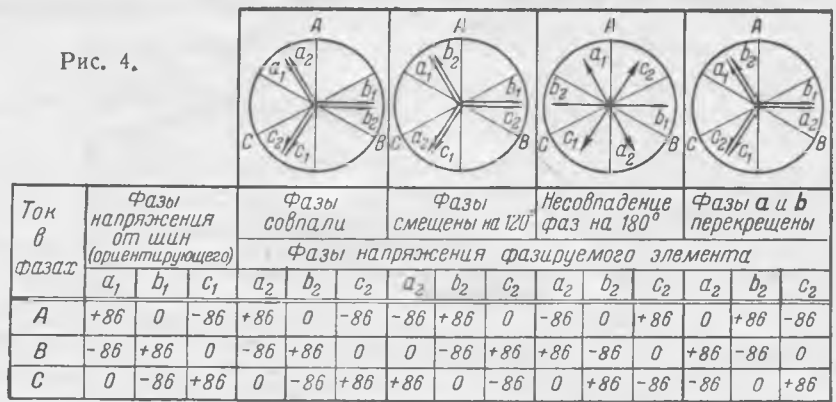 Рис. 4.
A a₁ a₂ b₁ b₂ c₂ c₁ C B
A a₁ b₂ b₁ c₂ a₂ c₁ C B
A a₁ c₂ b₂ b₁ c₁ a₂ C B
A a₁ b₂ b₁ a₂ c₂ c₁ C B
Ток в фазах
Фазы напряжения от шин (ориентирующего)
Фазы совпали
Фазы смещены на 120°
Несовпадение фаз на 180°
Фазы a и b перекрещены
Фазы напряжения фазируемого элемента
a₁ b₁ c₁ a₂ b₂ c₂ a₂ b₂ c₂ a₂ b₂ c₂ a₂ b₂ c₂
A +86 0 -86 +86 0 -86 -86 +86 0 -86 0 +86 0 +86 -86
B -86 +86 0 -86 +86 0 0 -86 +86 +86 -86 0 +86 -86 0
C 0 -86 +86 0 -86 +86 +86 0 -86 0 +86 -86 -86 0 +86